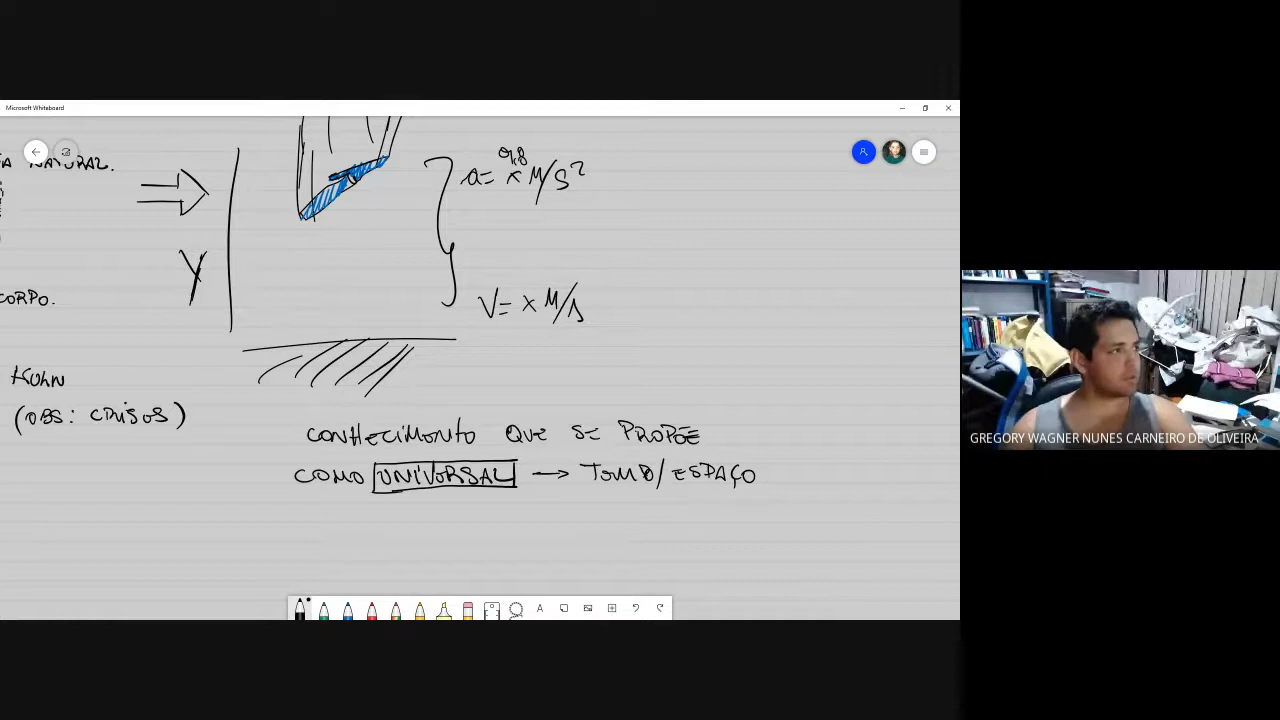 Microsoft Whiteboard
NATURAL.
9,8
a= x M/S²
Y
V= x M/s
CORPO.
KUHN
(OBS: CRISES)
CONHECIMENTO QUE SE PROPÕE
COMO UNIVERSAL → TEMPO/ESPAÇO
GREGORY WAGNER NUNES CARNEIRO DE OLIVEIRA